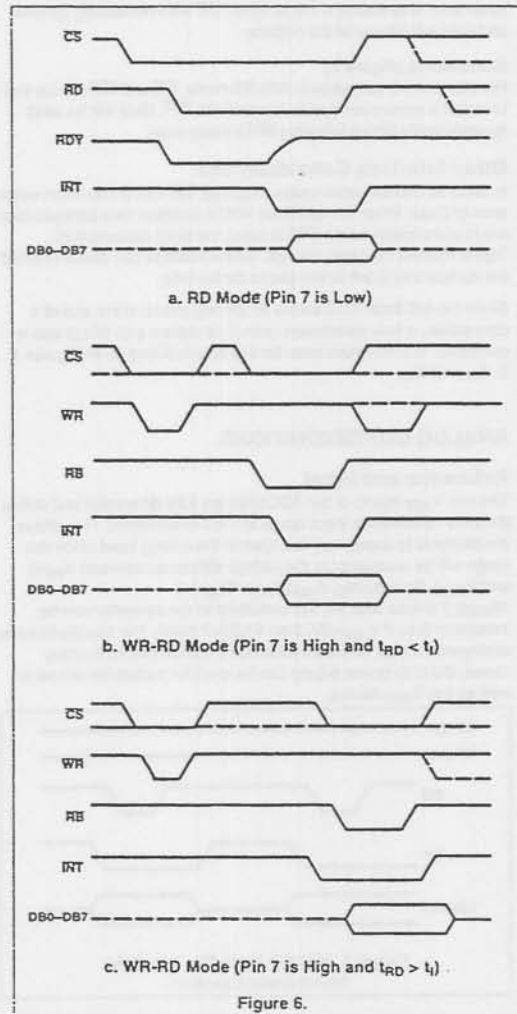 CS
RD
RDY
INT
DB0–DB7
a. RD Mode (Pin 7 is Low)
CS
WR
RD
INT
DB0–DB7
b. WR-RD Mode (Pin 7 is High and tRD < tI)
CS
WR
RD
INT
DB0–DB7
c. WR-RD Mode (Pin 7 is High and tRD > tI)
Figure 6.